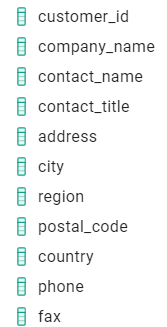 customer_id
company_name
contact_name
contact_title
address
city
region
postal_code
country
phone
fax